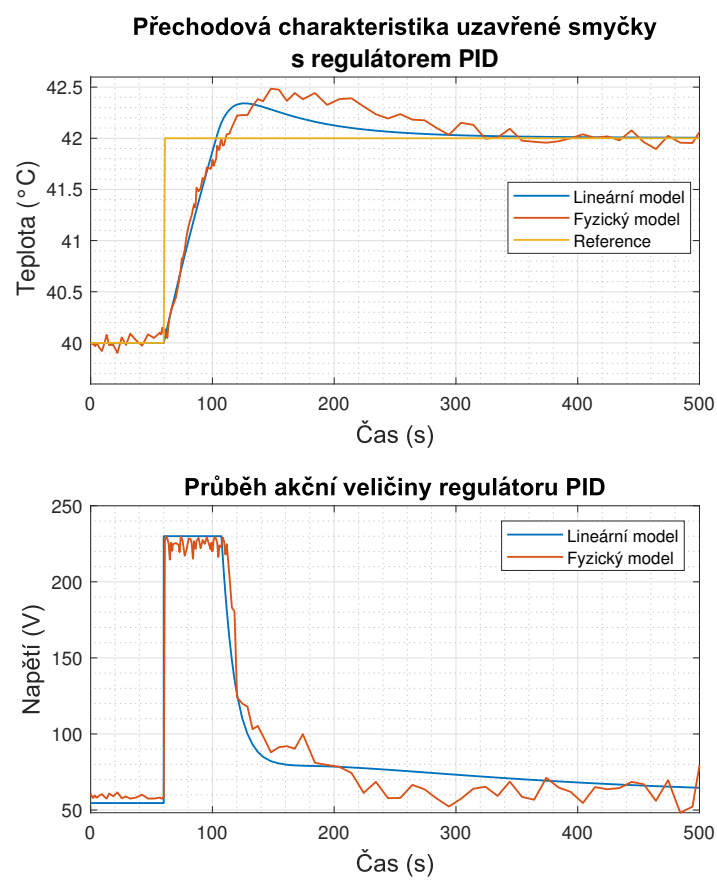 Přechodová charakteristika uzavřené smyčky
s regulátorem PID
42.5
42
41.5
41
40.5
40
Teplota (°C)
Lineární model
Fyzický model
Reference
0
100
200
300
400
500
Čas (s)
Průběh akční veličiny regulátoru PID
250
200
150
100
50
Napětí (V)
Lineární model
Fyzický model
0
100
200
300
400
500
Čas (s)